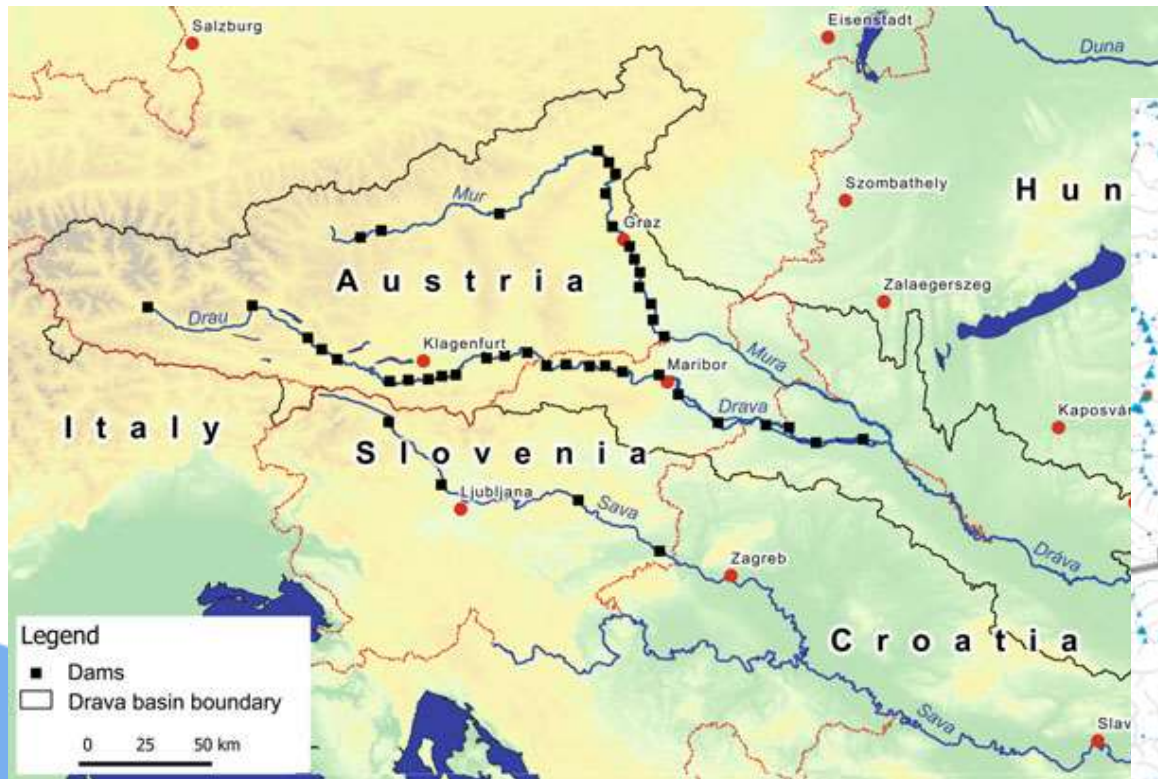 Salzburg
Eisenstadt
Duna
Mur
Szombathely
Hun
Graz
Austria
Zalaegerszeg
Drau
Klagenfurt
Mura
Maribor
Italy
Drava
Kaposvár
Slovenia
Ljubljana
Sava
Zagreb
Dráva
Croatia
Legend
Dams
Drava basin boundary
0 25 50 km
Sava
Slav